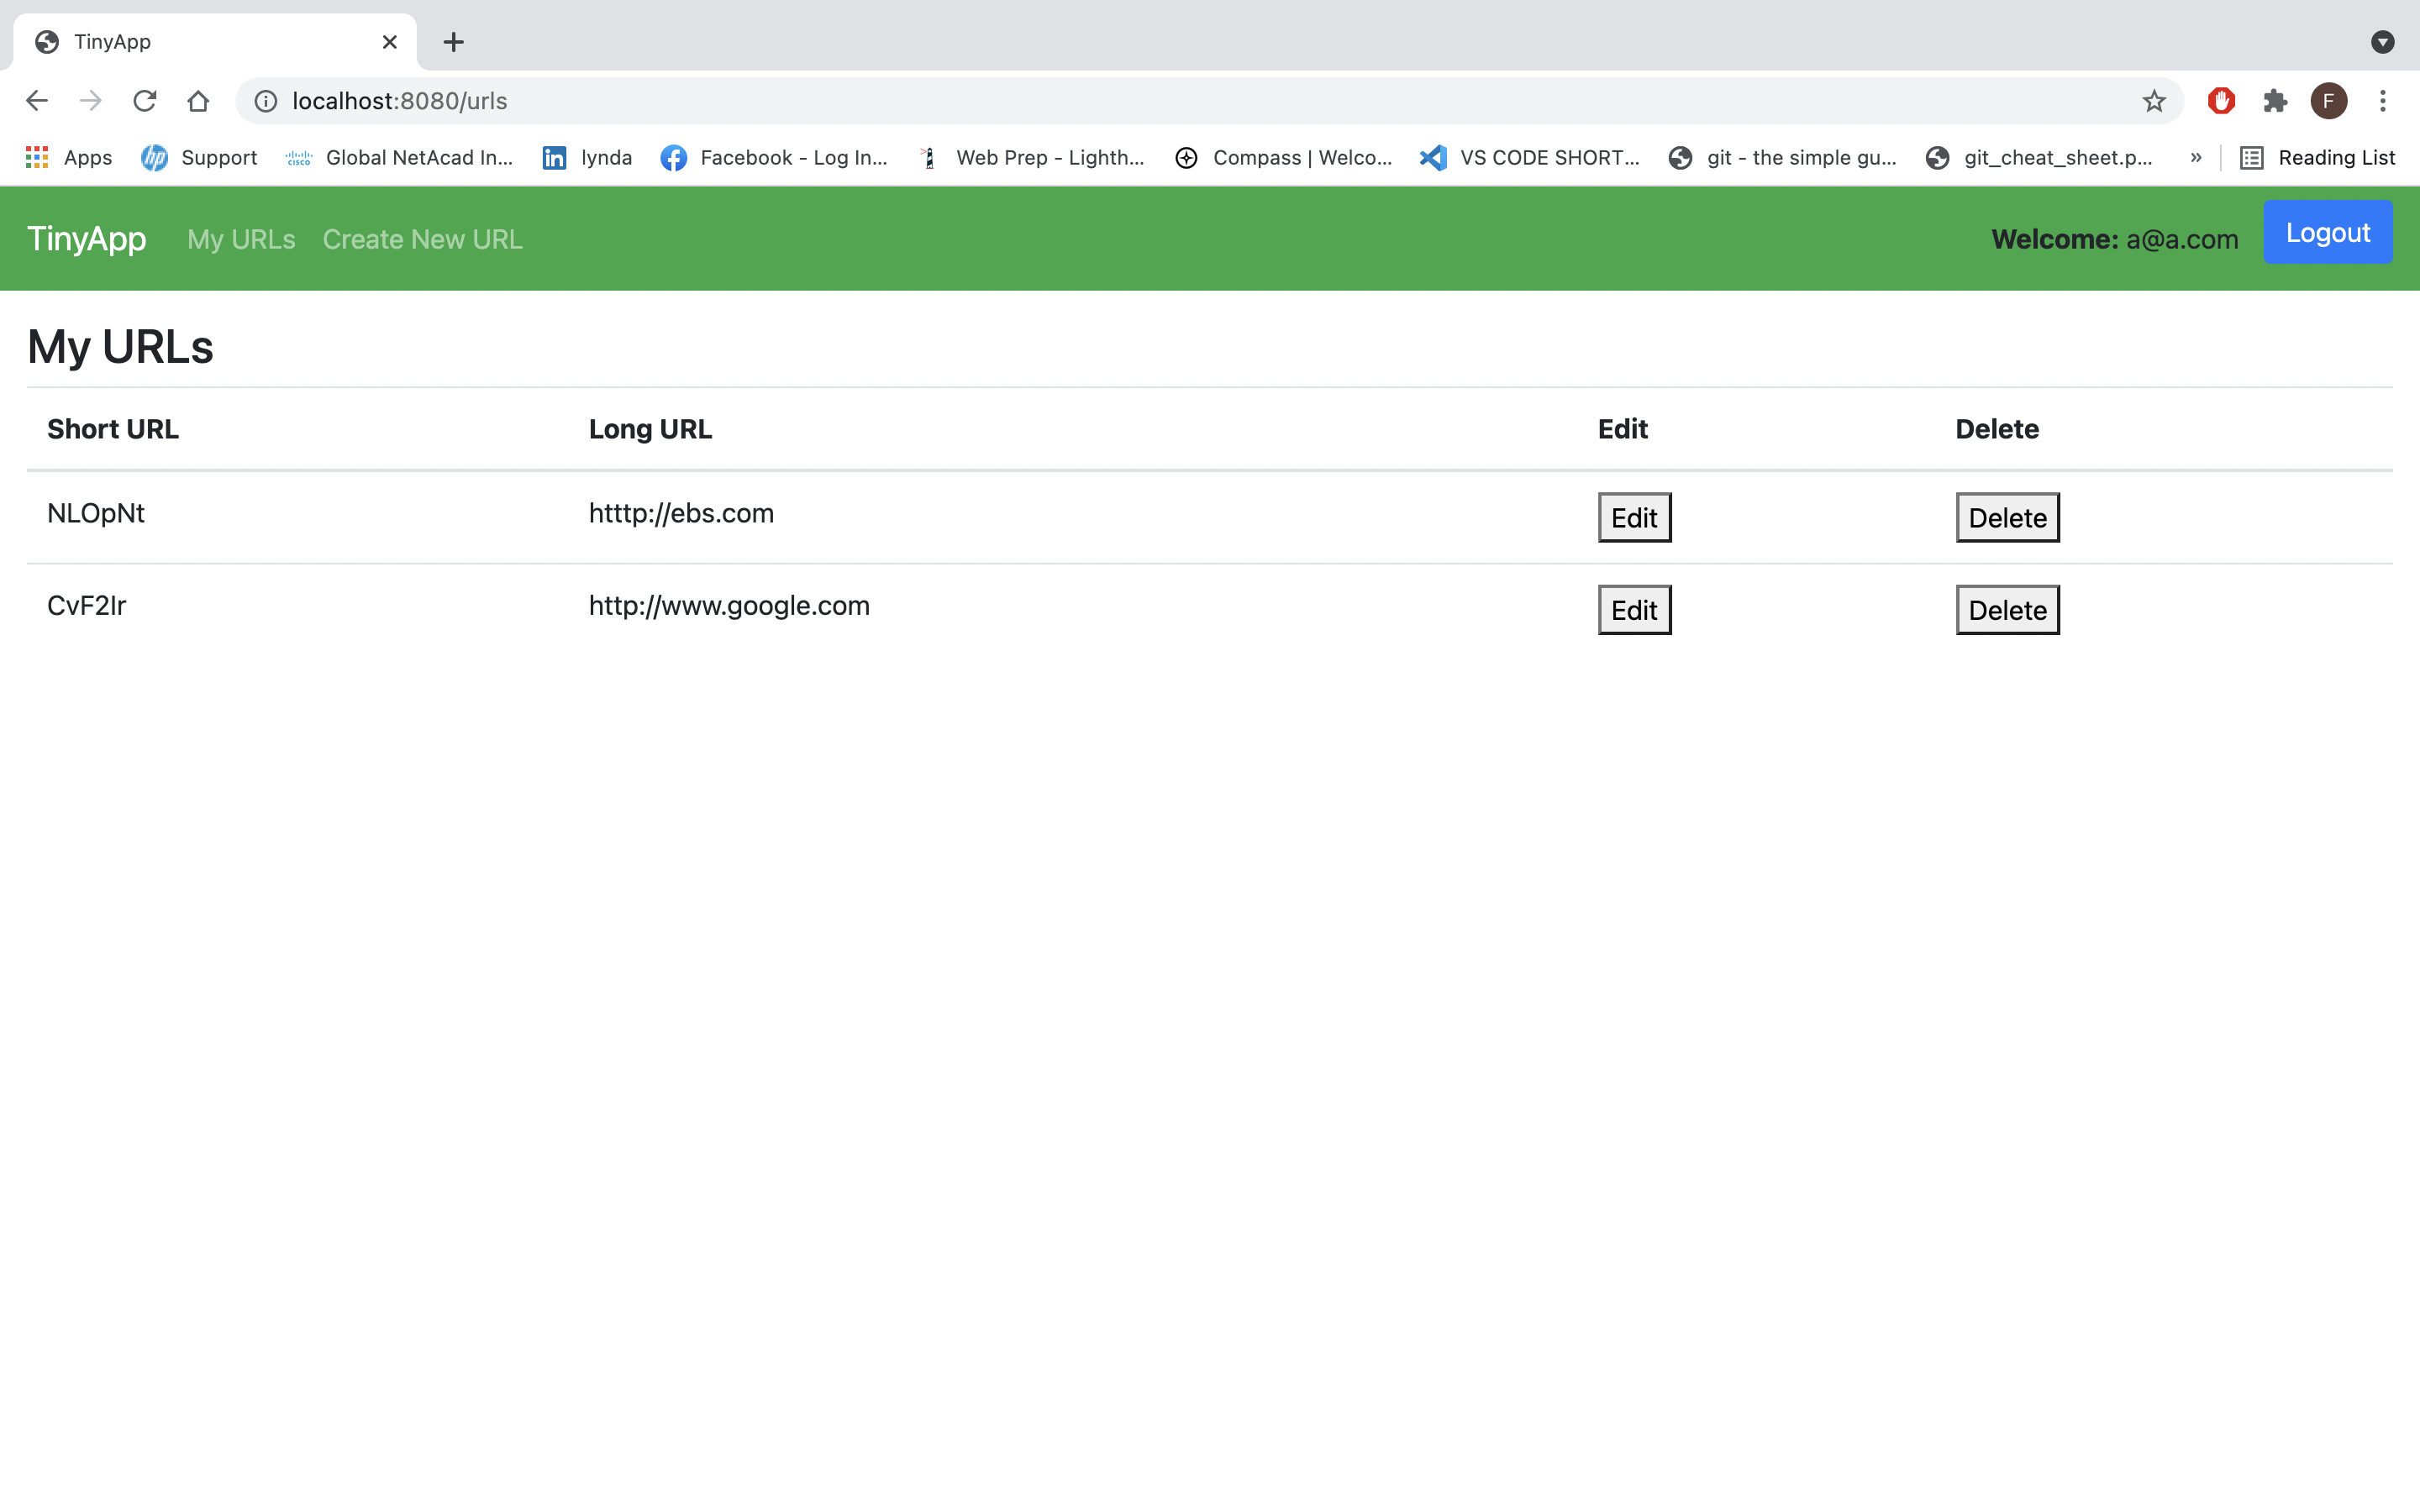 TinyApp
localhost:8080/urls
F
Apps Support Global NetAcad In... lynda Facebook - Log In... Web Prep - Lighth... Compass | Welco... VS CODE SHORT... git - the simple gu... git_cheat_sheet.p... » Reading List
TinyApp My URLs Create New URL Welcome: a@a.com Logout
My URLs
Short URL Long URL Edit Delete
NLOpNt htttp://ebs.com Edit Delete
CvF2Ir http://www.google.com Edit Delete